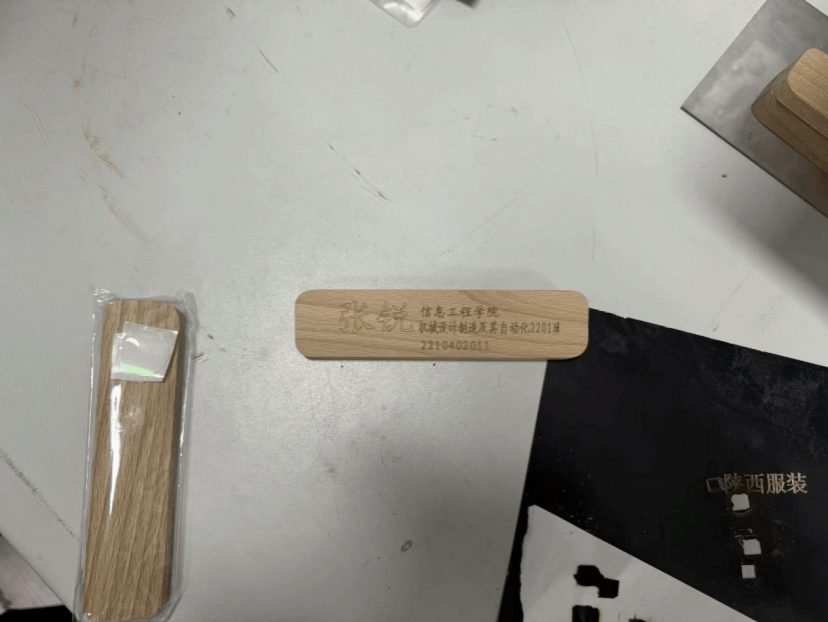 张锐
信息工程学院
机械设计制造及其自动化2201班
2210402011
陕西服装